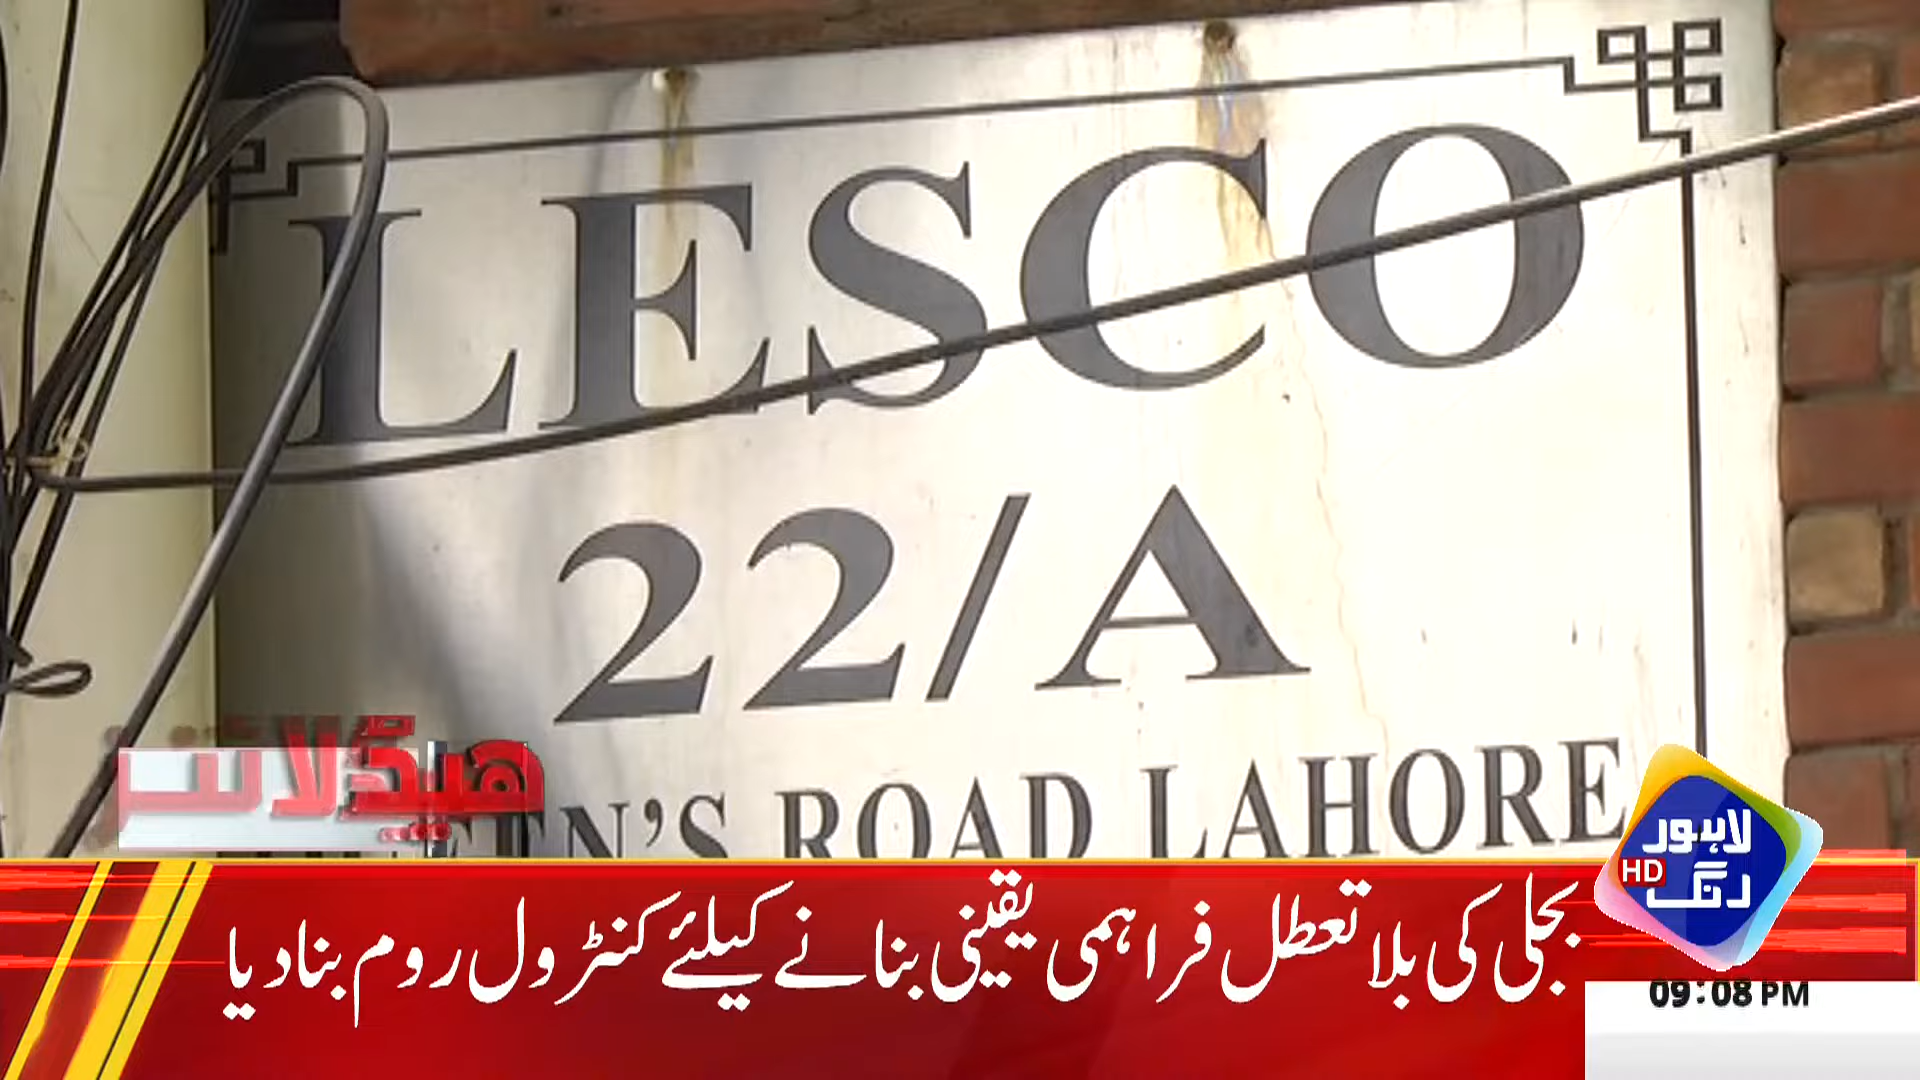 LESCO
22/A
QUEEN'S ROAD LAHORE
ہیڈلائنز
لاہور
رنگ
HD
بجلی کی بلا تعطل فراہمی یقینی بنانے کیلئے کنٹرول روم بنا دیا
09:08 PM